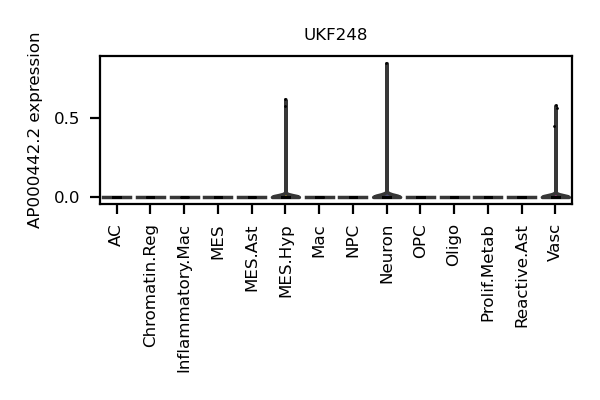 UKF248
AP000442.2 expression
0.5
0.0
AC
Chromatin.Reg
Inflammatory.Mac
MES
MES.Ast
MES.Hyp
Mac
NPC
Neuron
OPC
Oligo
Prolif.Metab
Reactive.Ast
Vasc